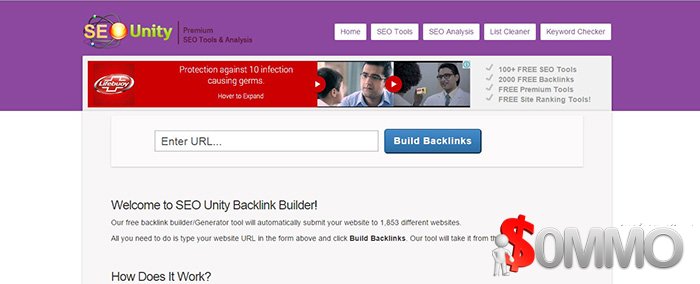 SEO Unity
Premium
SEO Tools & Analysis
Home
SEO Tools
SEO Analysis
List Cleaner
Keyword Checker
Lifebuoy
Protection against 10 infection
causing germs.
Hover to Expand
100+ FREE SEO Tools
2000 FREE Backlinks
FREE Premium Tools
FREE Site Ranking Tools!
Enter URL...
Build Backlinks
Welcome to SEO Unity Backlink Builder!
Our free backlink builder/Generator tool will automatically submit your website to 1,853 different websites.
All you need to do is type your website URL in the form above and click Build Backlinks. Our tool will take it from
$0MMO
How Does It Work?